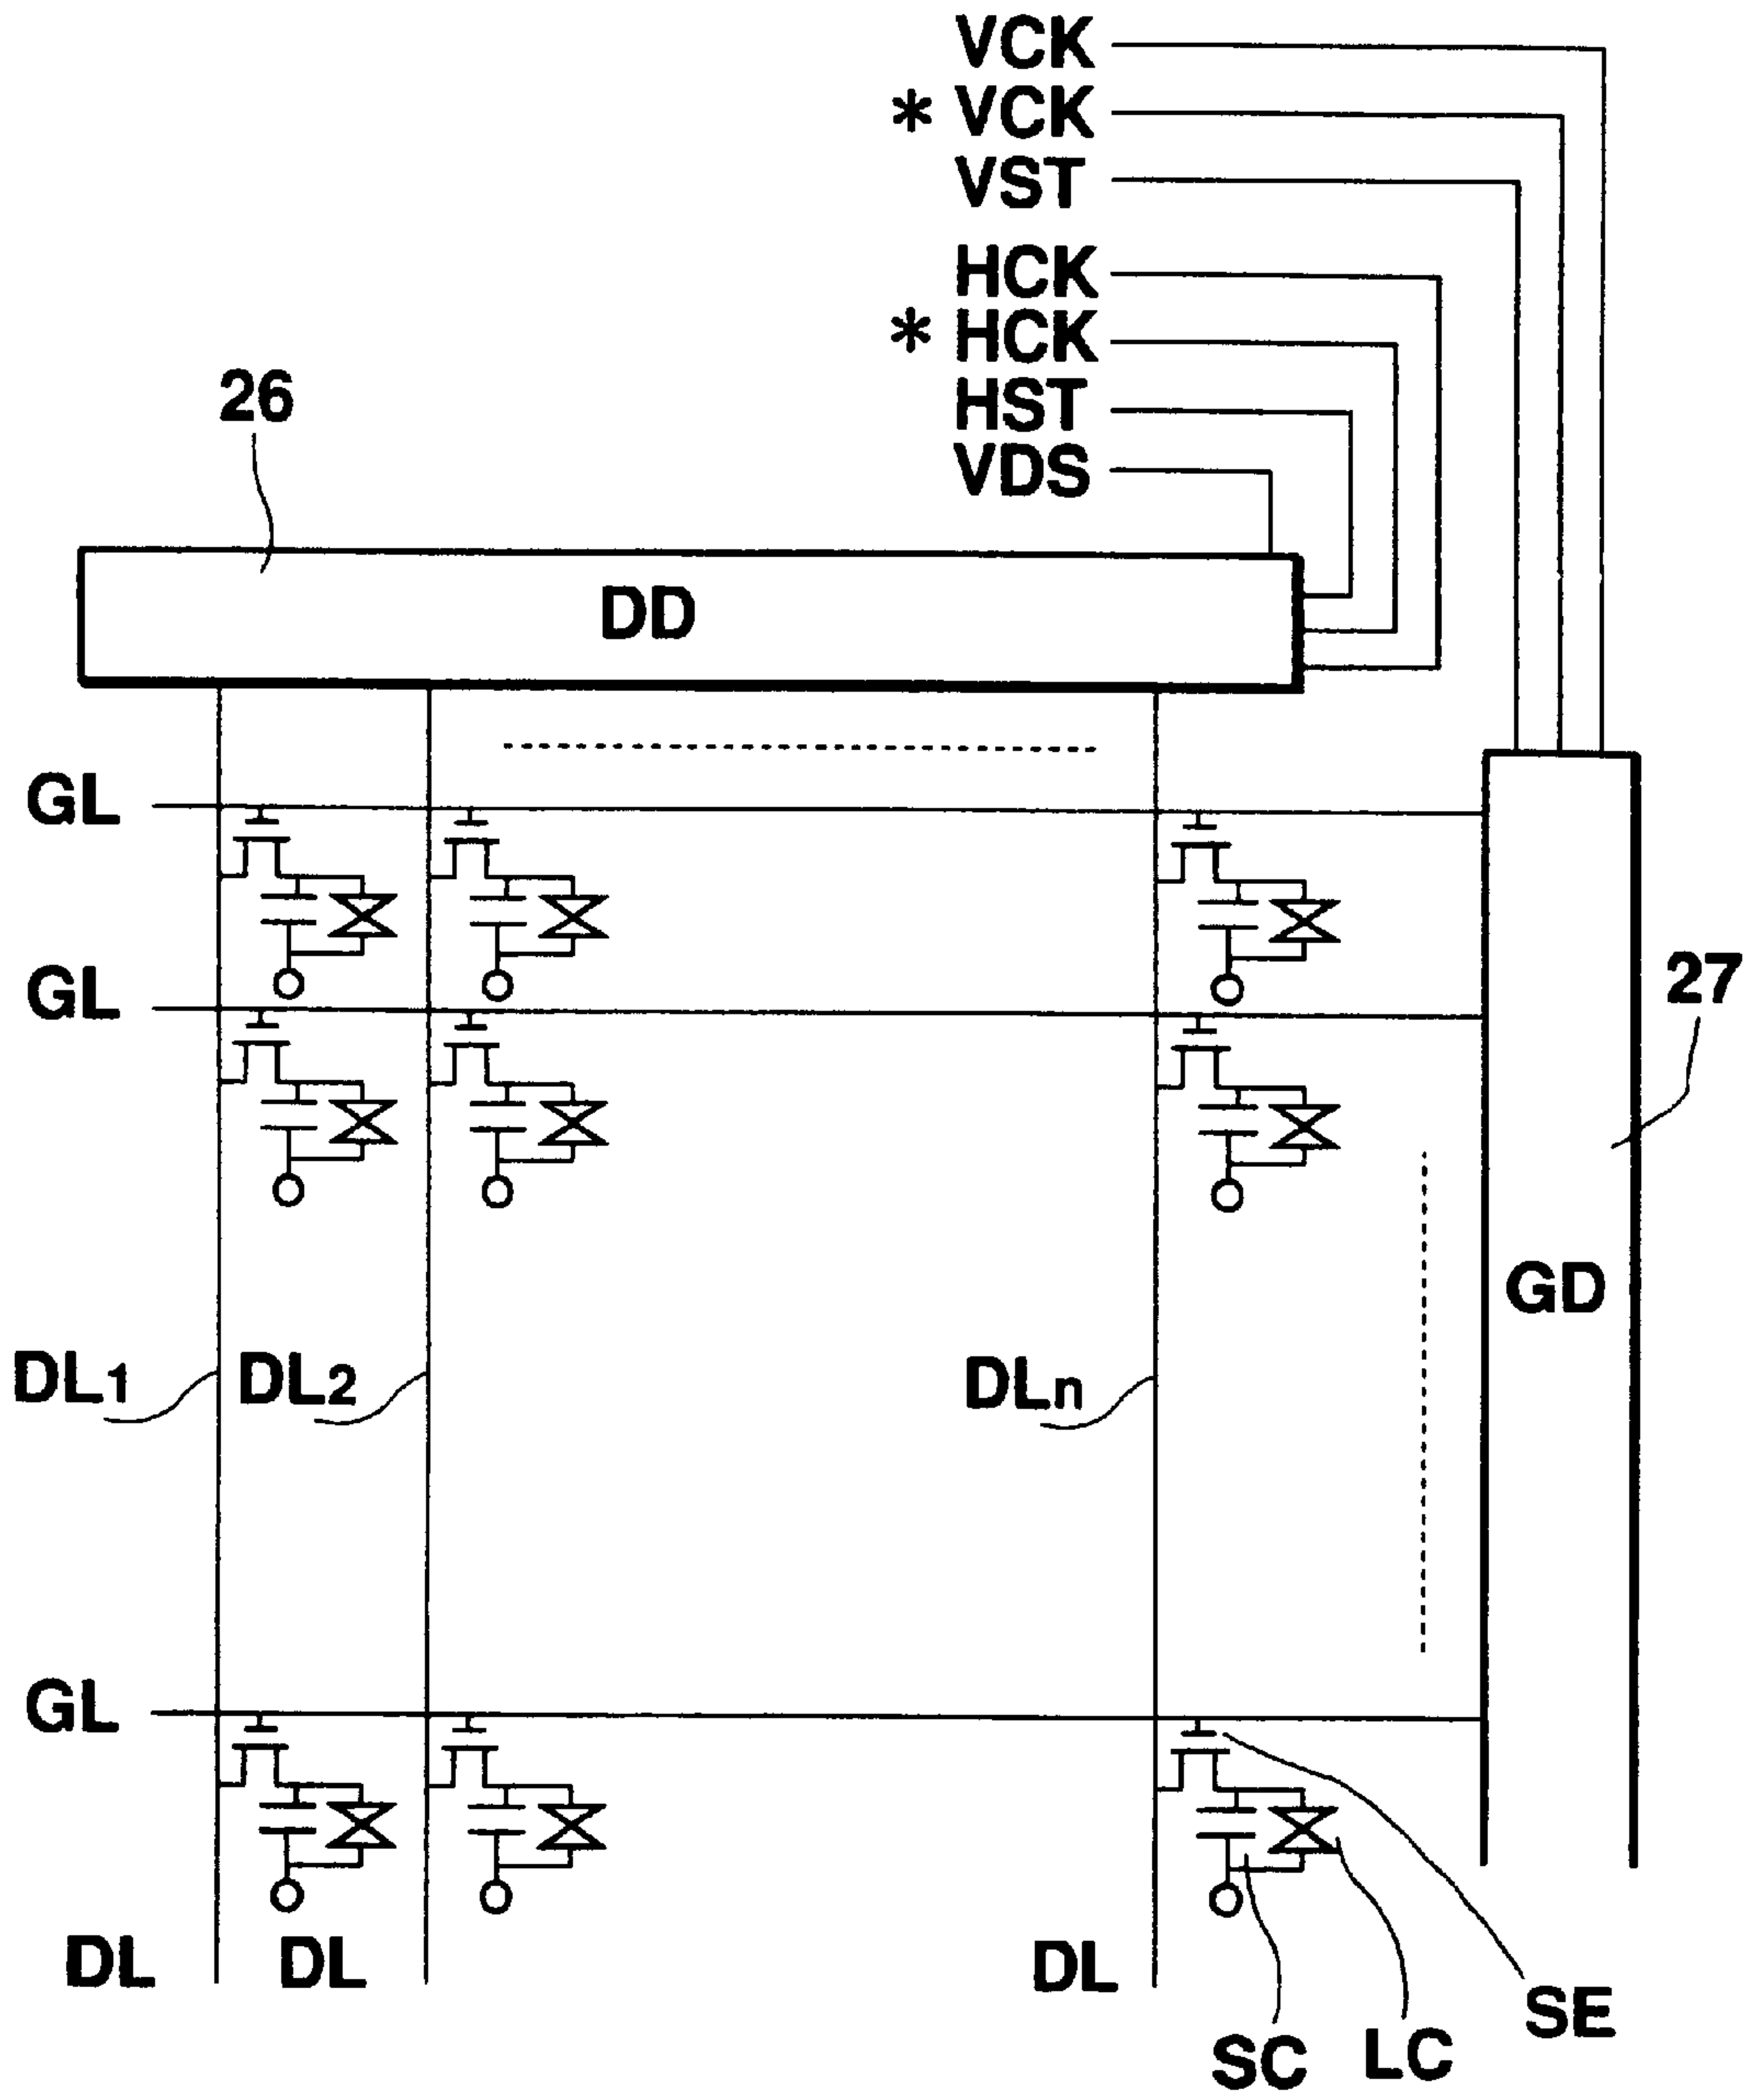 VCK
* VCK
VST
HCK
* HCK
HST
VDS
26
DD
GL
GL
27
GD
DL1
DL2
DLn
GL
DL
DL
DL
SE
SC
LC